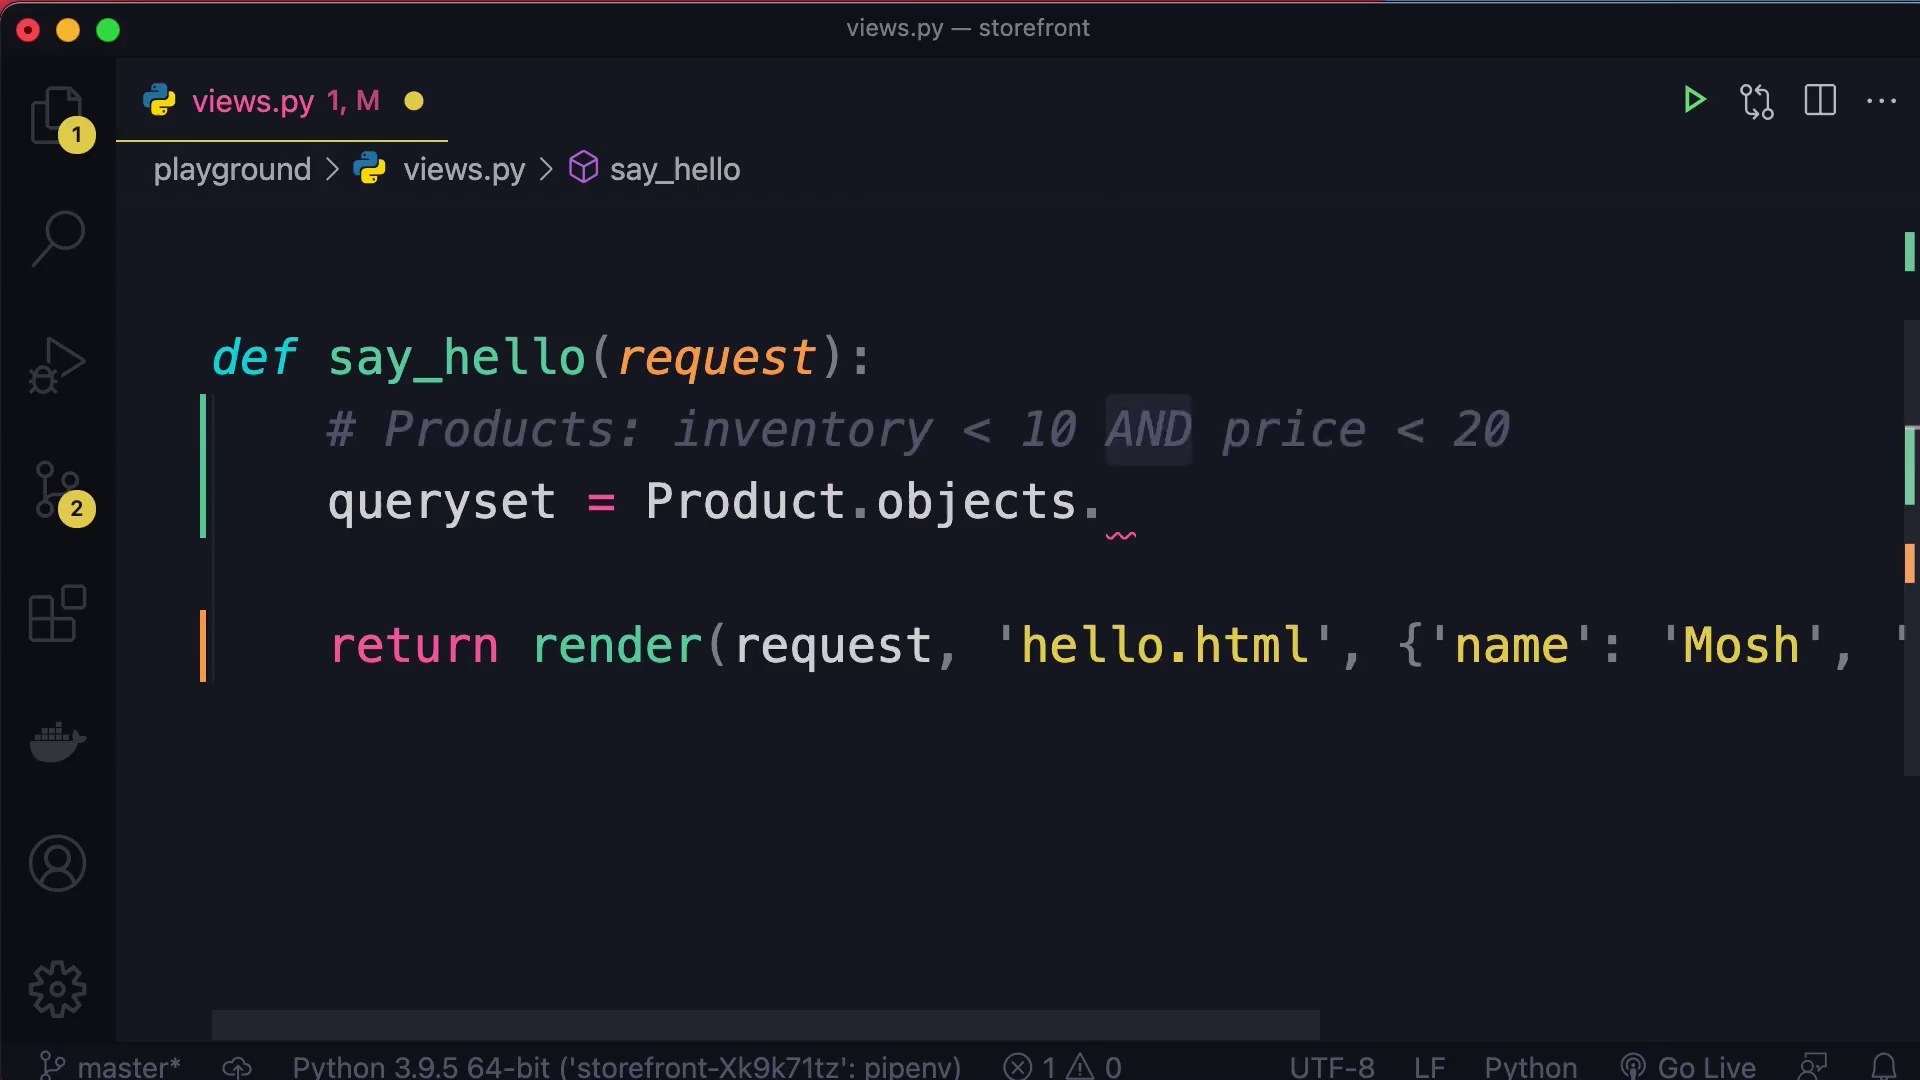 views.py — storefront
views.py 1, M
1
playground > views.py > say_hello
def say_hello(request):
# Products: inventory < 10 AND price < 20
queryset = Product.objects.
2
return render(request, 'hello.html', {'name': 'Mosh', '
master* Python 3.9.5 64-bit ('storefront-Xk9k71tz': pipenv) 1 0 UTF-8 LF Python Go Live